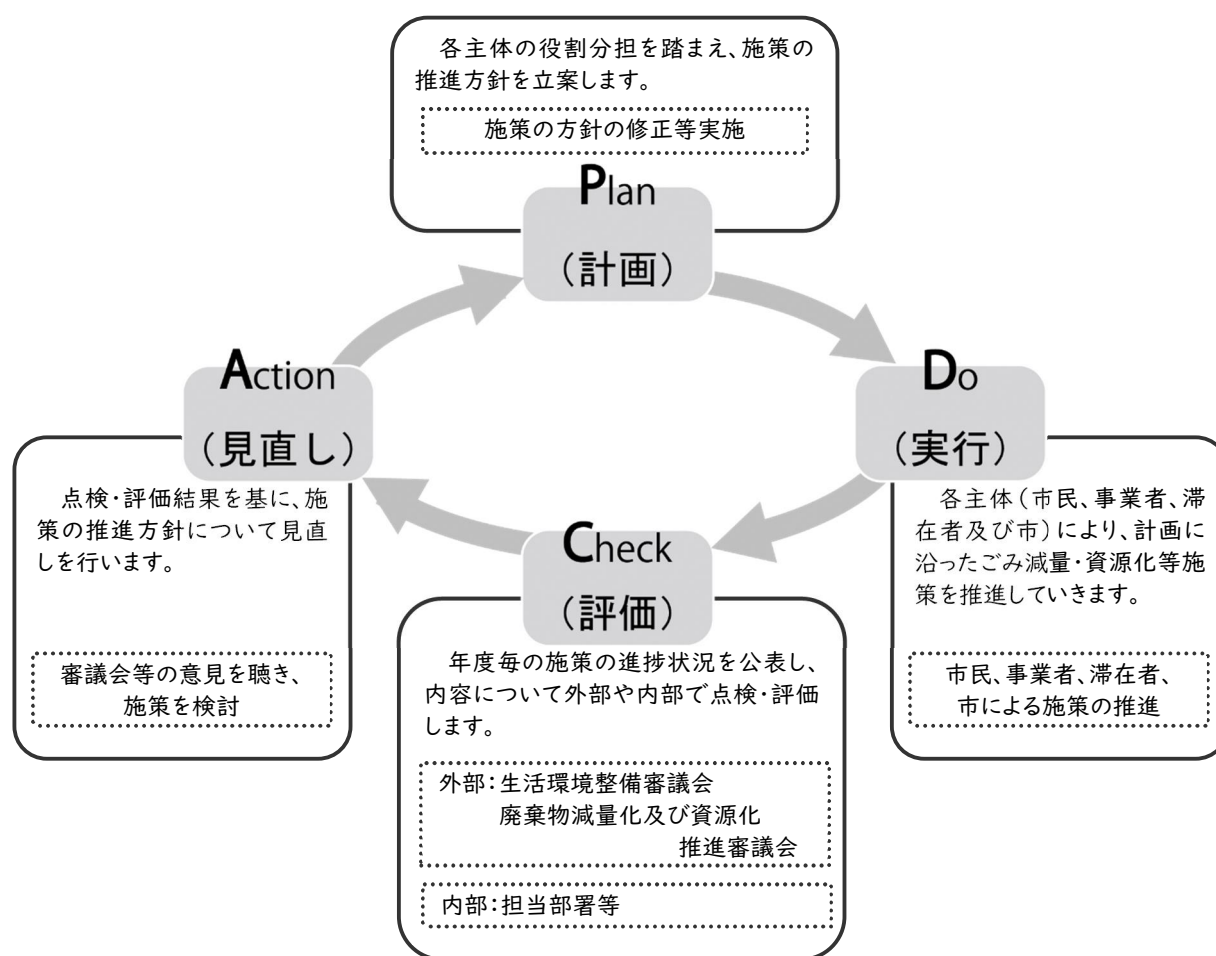 各主体の役割分担を踏まえ、施策の
推進方針を立案します。
施策の方針の修正等実施
Plan
（計画）
Do
（実行）
各主体（市民、事業者、滞
在者及び市）により、計画に
沿ったごみ減量・資源化等施
策を推進していきます。
市民、事業者、滞在者、
市による施策の推進
Check
（評価）
年度毎の施策の進捗状況を公表し、
内容について外部や内部で点検・評価
します。
外部：生活環境整備審議会
廃棄物減量化及び資源化
推進審議会
内部：担当部署等
Action
（見直し）
点検・評価結果を基に、施
策の推進方針について見直
しを行います。
審議会等の意見を聴き、
施策を検討